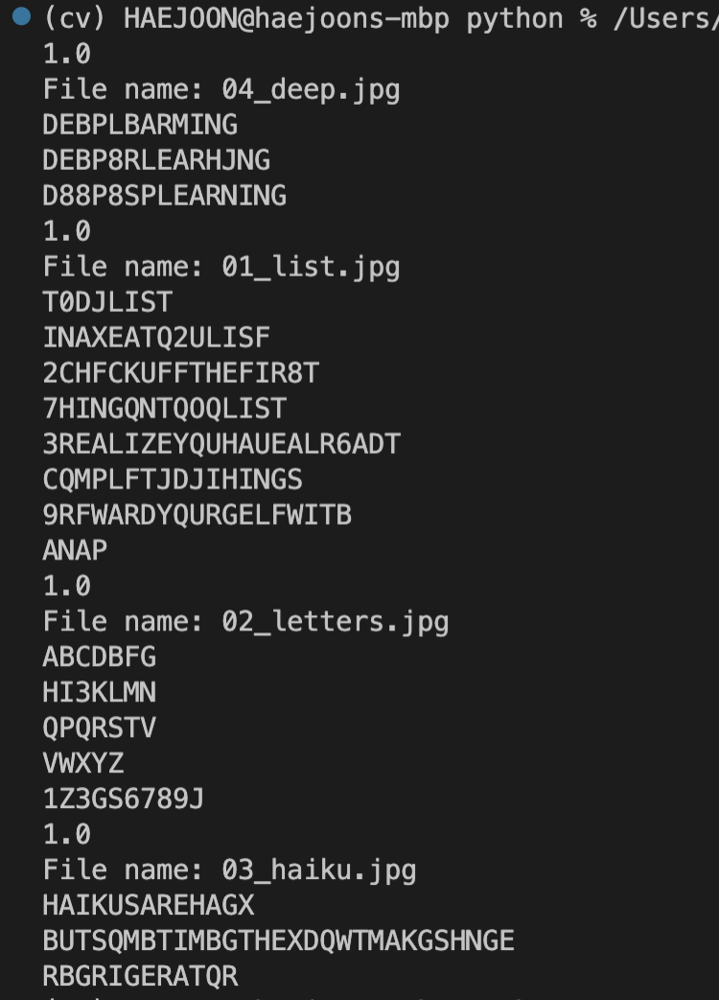 (cv) HAEJOON@haejoons-mbp python % /Users/
1.0
File name: 04_deep.jpg
DEBPLBARMING
DEBP8RLEARHJNG
D88P8SPLEARNING
1.0
File name: 01_list.jpg
T0DJLIST
INAXEATQ2ULISF
2CHFCKUFFTHEFIR8T
7HINGQNTQOQLIST
3REALIZEYQUHAUEALR6ADT
CQMPLFTJDJIHINGS
9RFWARDYQURGELFWITB
ANAP
1.0
File name: 02_letters.jpg
ABCDBFG
HI3KLMN
QPQRSTV
VWXYZ
1Z3GS6789J
1.0
File name: 03_haiku.jpg
HAIKUSAREHAGX
BUTSQMBTIMBGTHEXDQWTMAKGSHNGE
RBGRIGERATQR